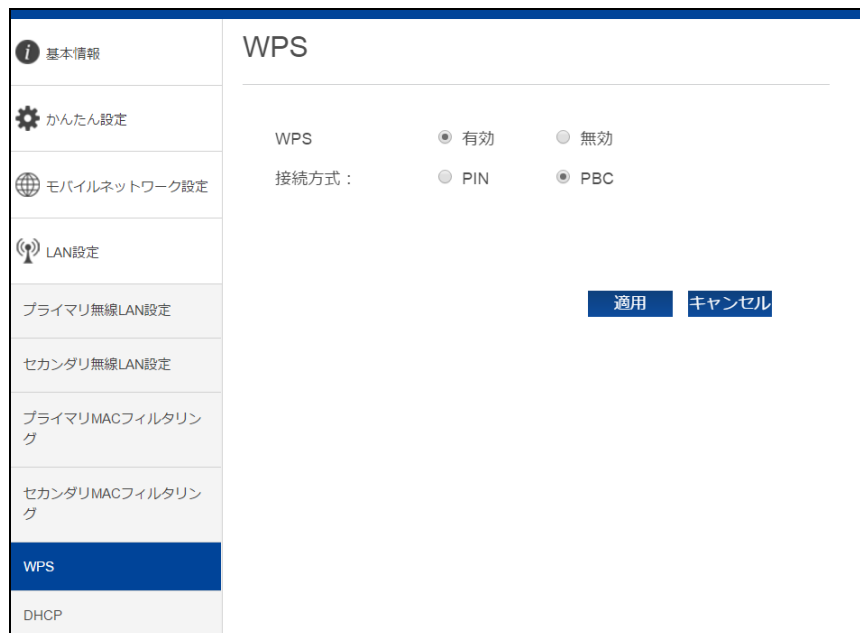 基本情報
かんたん設定
モバイルネットワーク設定
LAN設定
プライマリ無線LAN設定
セカンダリ無線LAN設定
プライマリMACフィルタリン
グ
セカンダリMACフィルタリン
グ
WPS
DHCP
WPS
WPS 有効 無効
接続方式： PIN PBC
適用 キャンセル